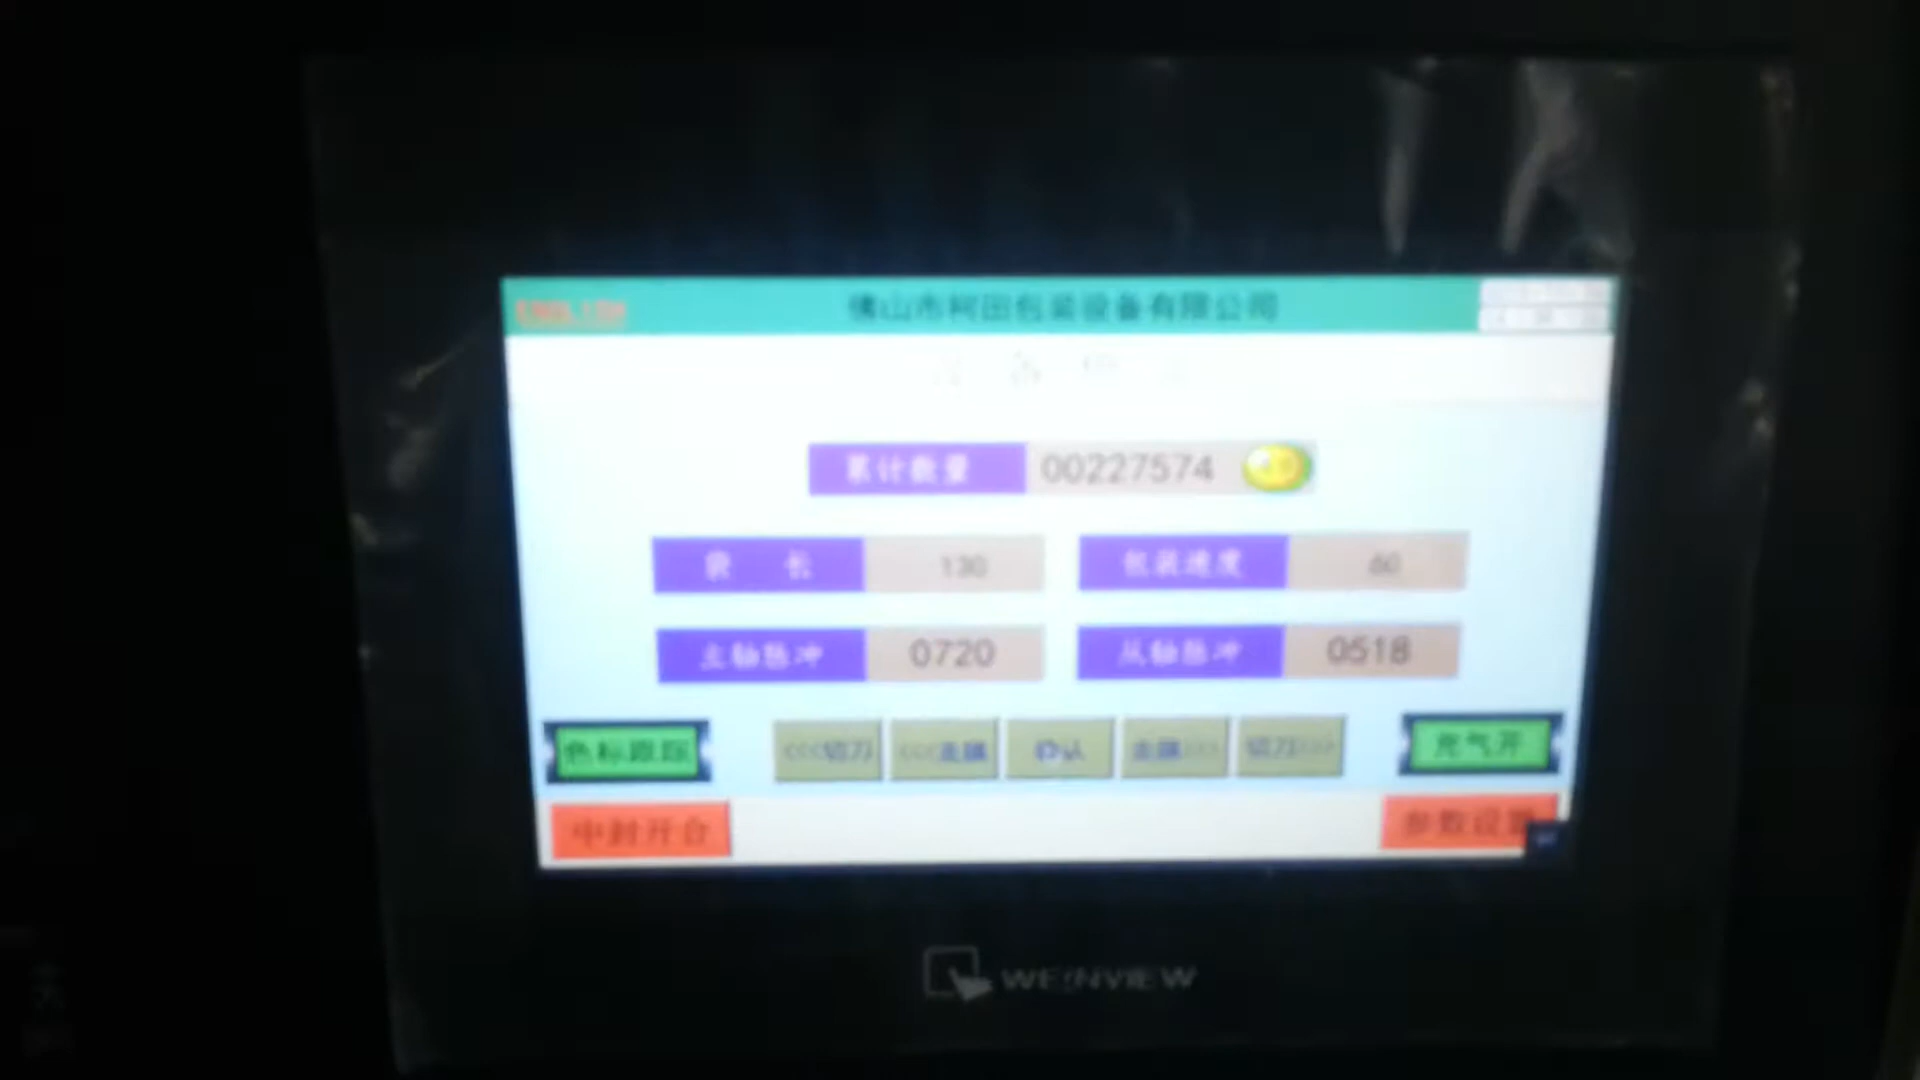 ENGLISH
佛山市柯田包装设备有限公司
累计数量 00227574
袋 长 130 包装速度 60
主轴脉冲 0720 从轴脉冲 0518
色标跟踪 <<<切刀 <<<走膜 确认 走膜>>> 切刀>>> 充气开
中封开合 参数设置
WEINVIEW